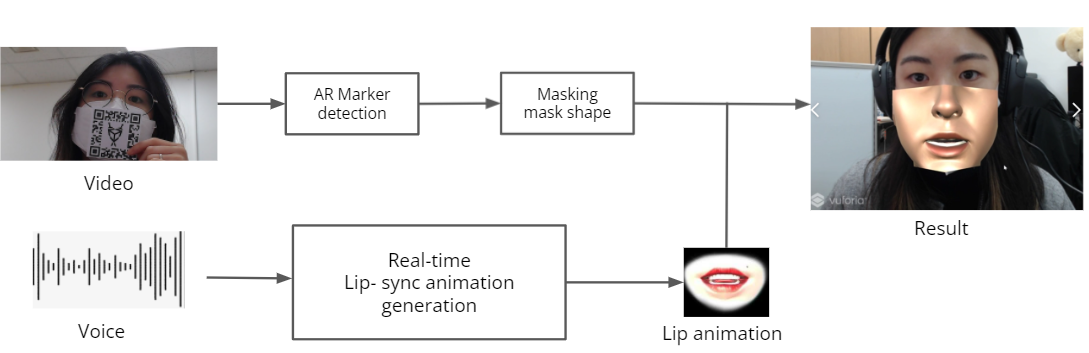 AR Marker
detection
Masking
mask shape
Video
vuforia
Result
Real-time
Lip- sync animation
generation
Voice
Lip animation